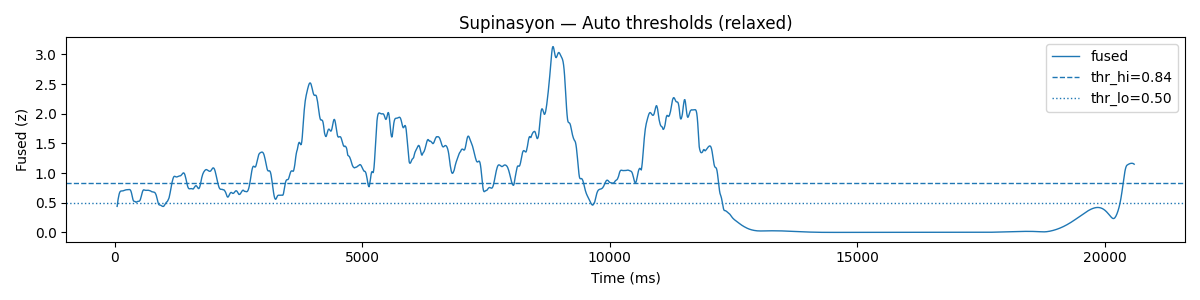 Supinasyon — Auto thresholds (relaxed)
Fused (z)
3.0
2.5
2.0
1.5
1.0
0.5
0.0
fused
thr_hi=0.84
thr_lo=0.50
0 5000 10000 15000 20000
Time (ms)